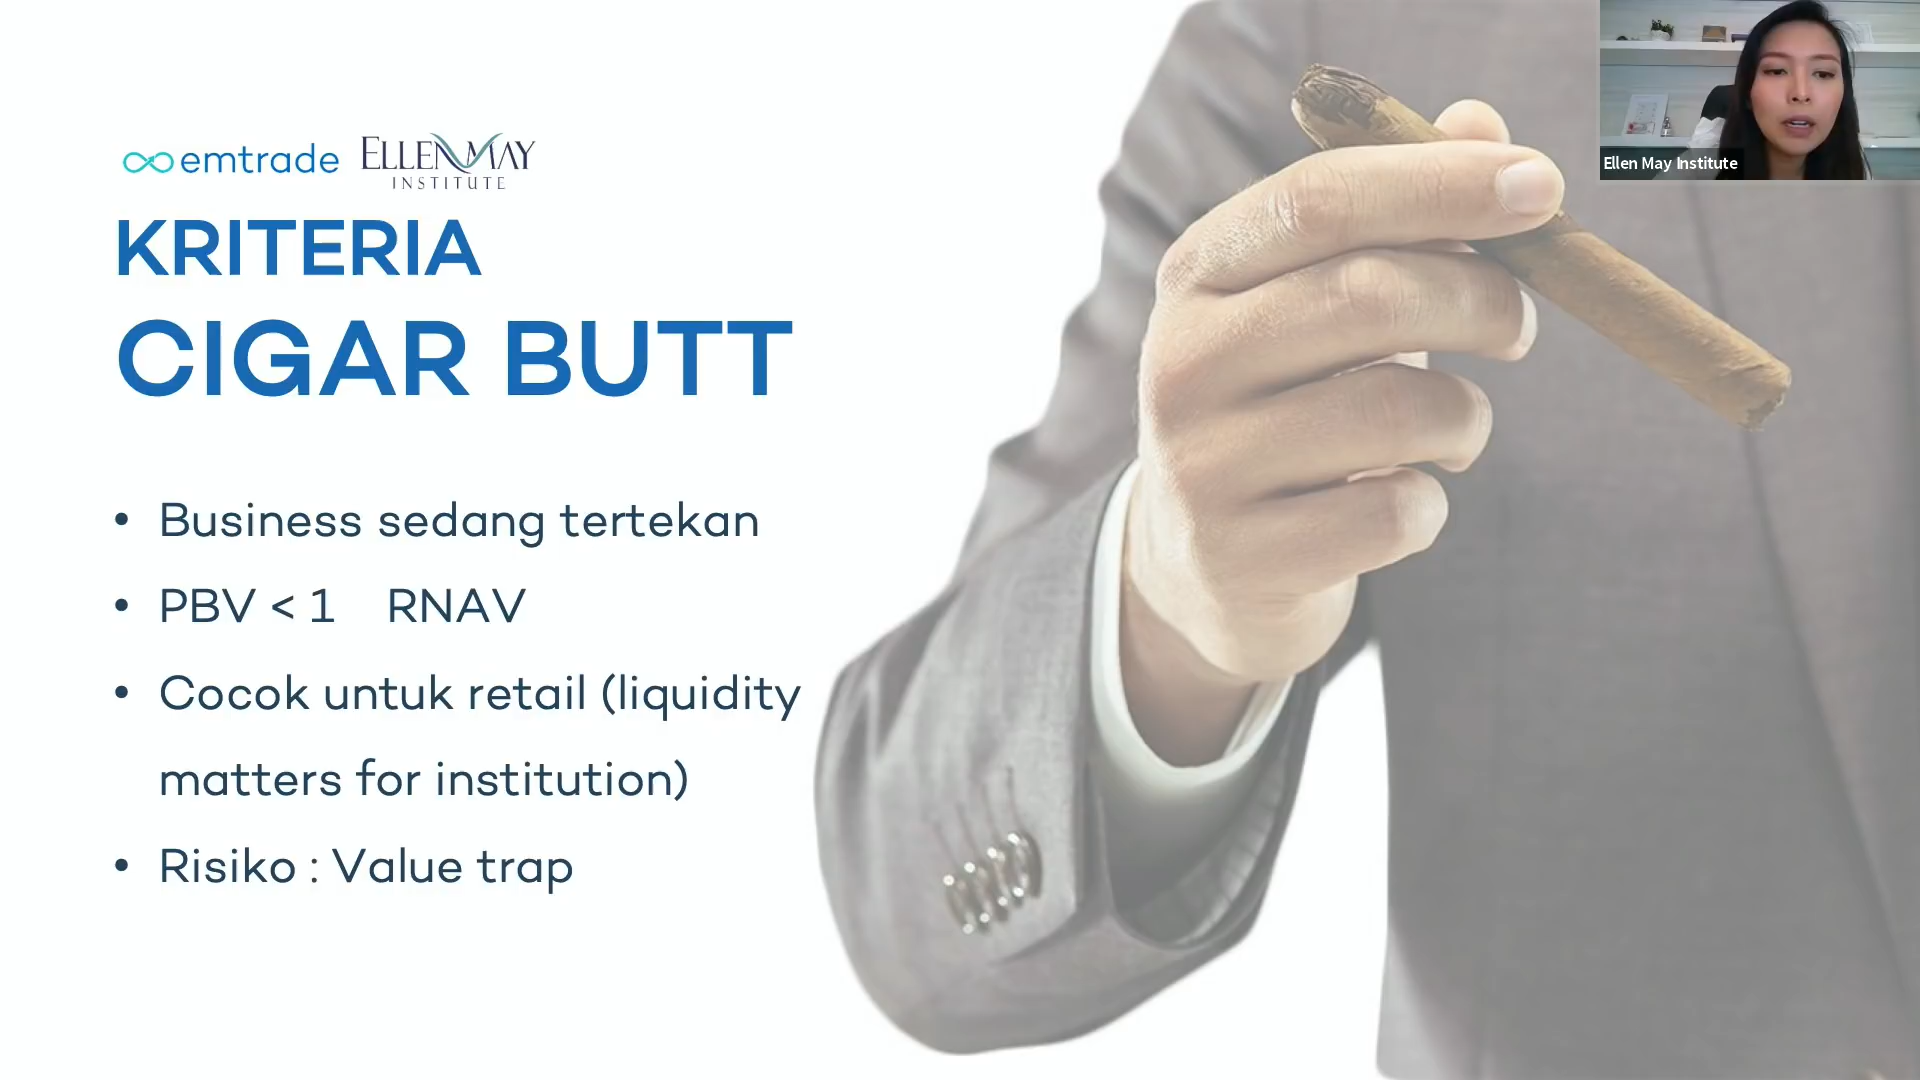 emtrade ELLEN MAY
INSTITUTE
KRITERIA
CIGAR BUTT
• Business sedang tertekan
• PBV < 1 RNAV
• Cocok untuk retail (liquidity
matters for institution)
• Risiko : Value trap
Ellen May Institute